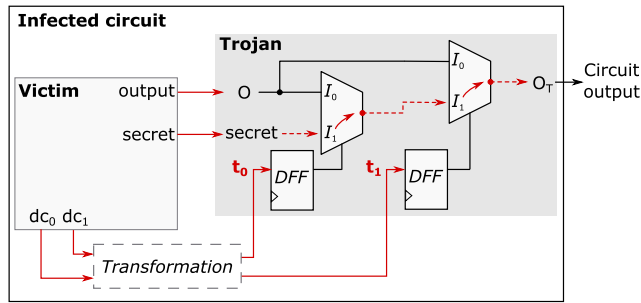 Infected circuit
Trojan
Victim
output
secret
dc₀ dc₁
O
secret
I₀
I₁
I₀
I₁
O_T
Circuit
output
t₀
DFF
t₁
DFF
Transformation